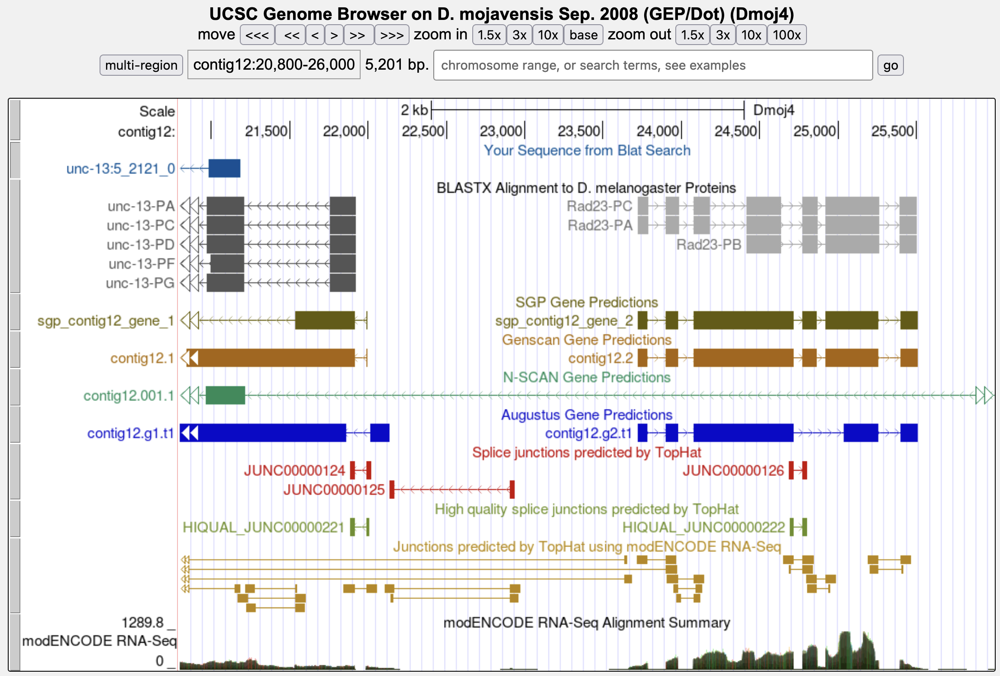 UCSC Genome Browser on D. mojavensis Sep. 2008 (GEP/Dot) (Dmoj4)
move <<< << < > >> >>> zoom in 1.5x 3x 10x base zoom out 1.5x 3x 10x 100x
multi-region contig12:20,800-26,000 5,201 bp. chromosome range, or search terms, see examples go
Scale 2 kb Dmoj4
contig12: 21,500 22,000 22,500 23,000 23,500 24,000 24,500 25,000 25,500
Your Sequence from Blat Search
unc-13:5_2121_0
BLASTX Alignment to D. melanogaster Proteins
unc-13-PA Rad23-PC
unc-13-PC Rad23-PA
unc-13-PD Rad23-PB
unc-13-PF
unc-13-PG
SGP Gene Predictions
sgp_contig12_gene_1 sgp_contig12_gene_2
Genscan Gene Predictions
contig12.1 contig12.2
N-SCAN Gene Predictions
contig12.001.1
Augustus Gene Predictions
contig12.g1.t1 contig12.g2.t1
Splice junctions predicted by TopHat
JUNC00000124 JUNC00000126
JUNC00000125
High quality splice junctions predicted by TopHat
HIQUAL_JUNC00000221 HIQUAL_JUNC00000222
Junctions predicted by TopHat using modENCODE RNA-Seq
1289.8 _ modENCODE RNA-Seq Alignment Summary
modENCODE RNA-Seq
0 _